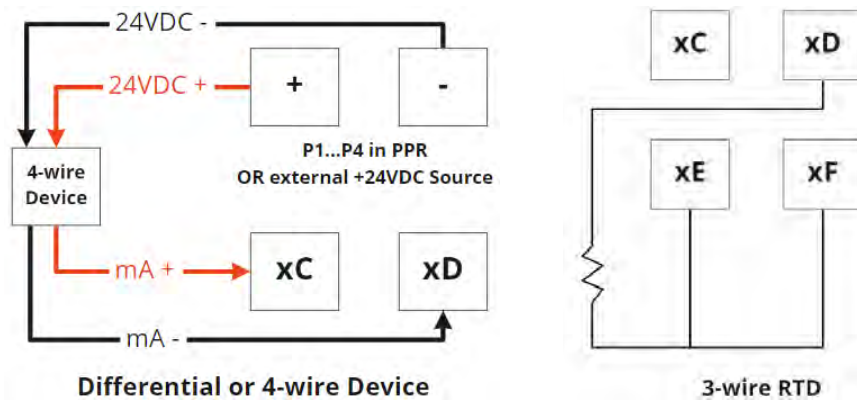 24VDC -
24VDC +
+
-
P1...P4 in PPR
OR external +24VDC Source
4-wire
Device
mA +
xC
xD
mA -
Differential or 4-wire Device
xC
xD
xE
xF
3-wire RTD